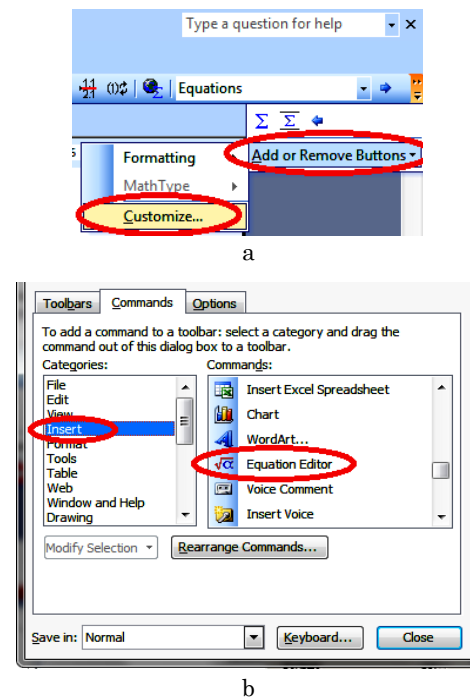 Type a question for help
Equations
Formatting
Add or Remove Buttons
MathType
Customize...
a
Toolbars Commands Options
To add a command to a toolbar: select a category and drag the
command out of this dialog box to a toolbar.
Categories: Commands:
File
Edit
View
Insert
Format
Tools
Table
Web
Window and Help
Drawing
Insert Excel Spreadsheet
Chart
WordArt...
√α Equation Editor
Voice Comment
Insert Voice
Modify Selection Rearrange Commands...
Save in: Normal Keyboard... Close
b